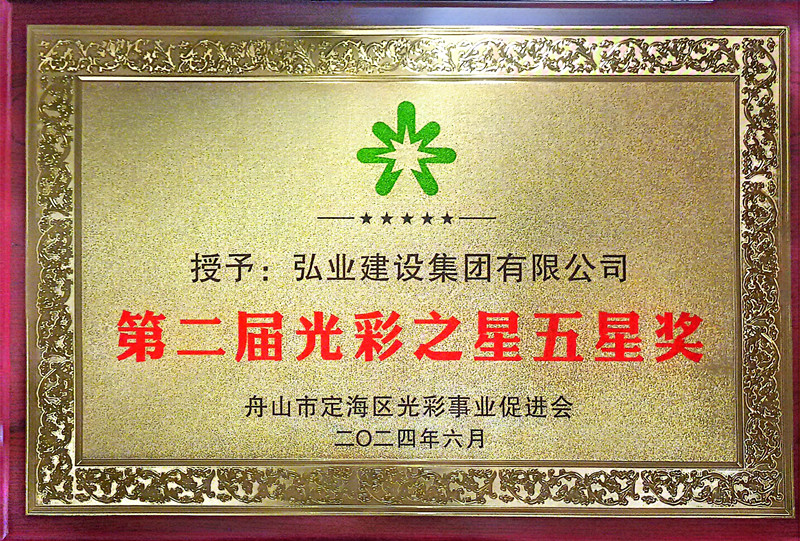 授予：弘业建设集团有限公司
第二届光彩之星五星奖
舟山市定海区光彩事业促进会
二〇二四年六月